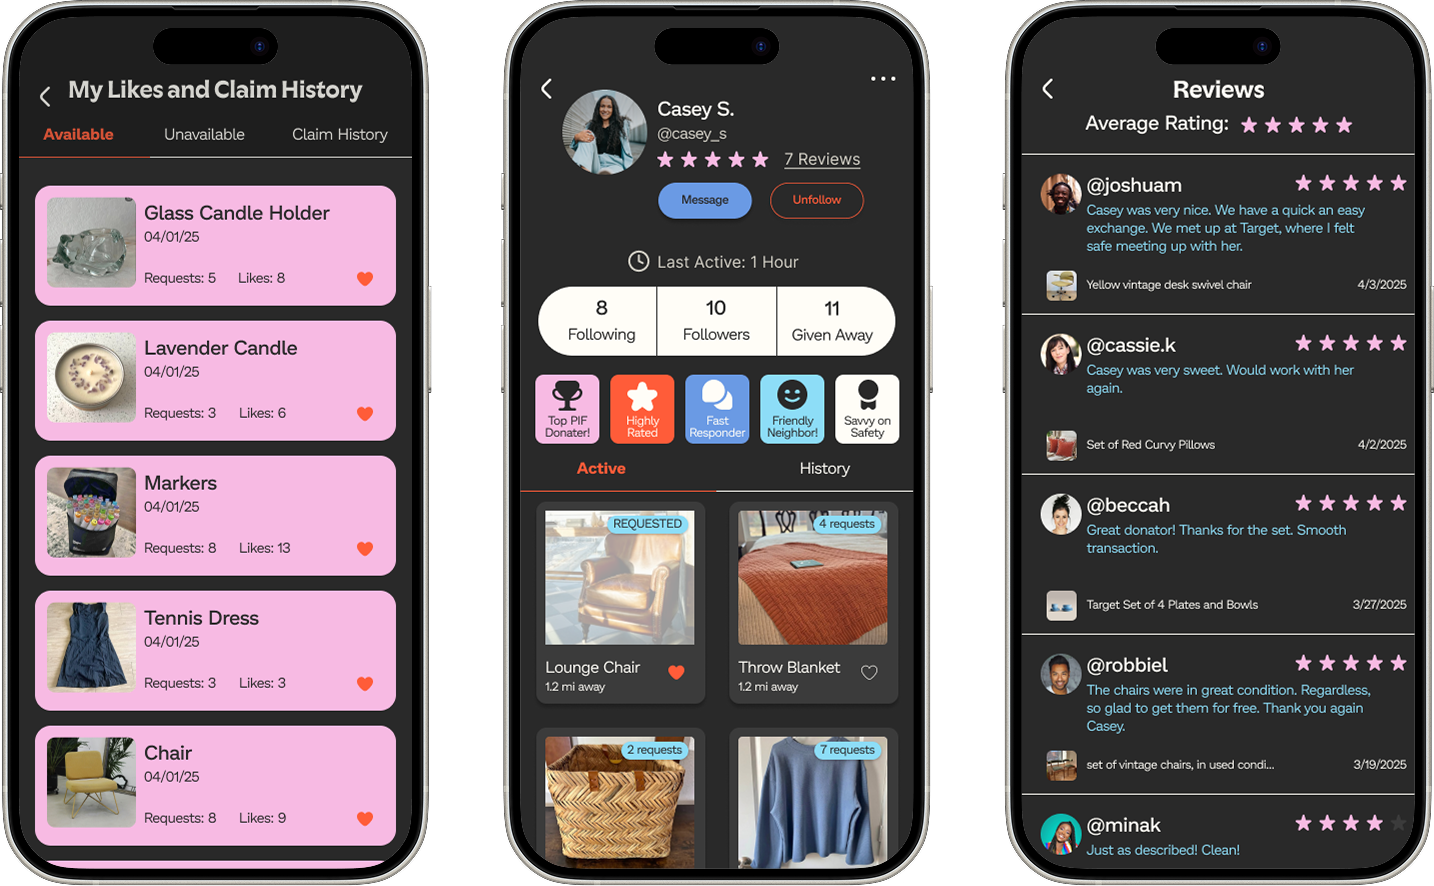 My Likes and Claim History
Available Unavailable Claim History
Glass Candle Holder
04/01/25
Requests: 5 Likes: 8
Lavender Candle
04/01/25
Requests: 3 Likes: 6
Markers
04/01/25
Requests: 8 Likes: 13
Tennis Dress
04/01/25
Requests: 3 Likes: 3
Chair
04/01/25
Requests: 8 Likes: 9
Casey S.
@casey_s
7 Reviews
Message Unfollow
Last Active: 1 Hour
8 10 11
Following Followers Given Away
Top PIF Highly Fast Friendly Savvy on
Donater! Rated Responder Neighbor! Safety
Active History
REQUESTED 4 requests
Lounge Chair Throw Blanket
1.2 mi away 1.2 mi away
2 requests 7 requests
Reviews
Average Rating:
@joshuam
Casey was very nice. We have a quick an easy
exchange. We met up at Target, where I felt
safe meeting up with her.
Yellow vintage desk swivel chair 4/3/2025
@cassie.k
Casey was very sweet. Would work with her
again.
Set of Red Curvy Pillows 4/2/2025
@beccah
Great donator! Thanks for the set. Smooth
transaction.
Target Set of 4 Plates and Bowls 3/27/2025
@robbiel
The chairs were in great condition. Regardless,
so glad to get them for free. Thank you again
Casey.
set of vintage chairs, in used condi... 3/19/2025
@minak
Just as described! Clean!